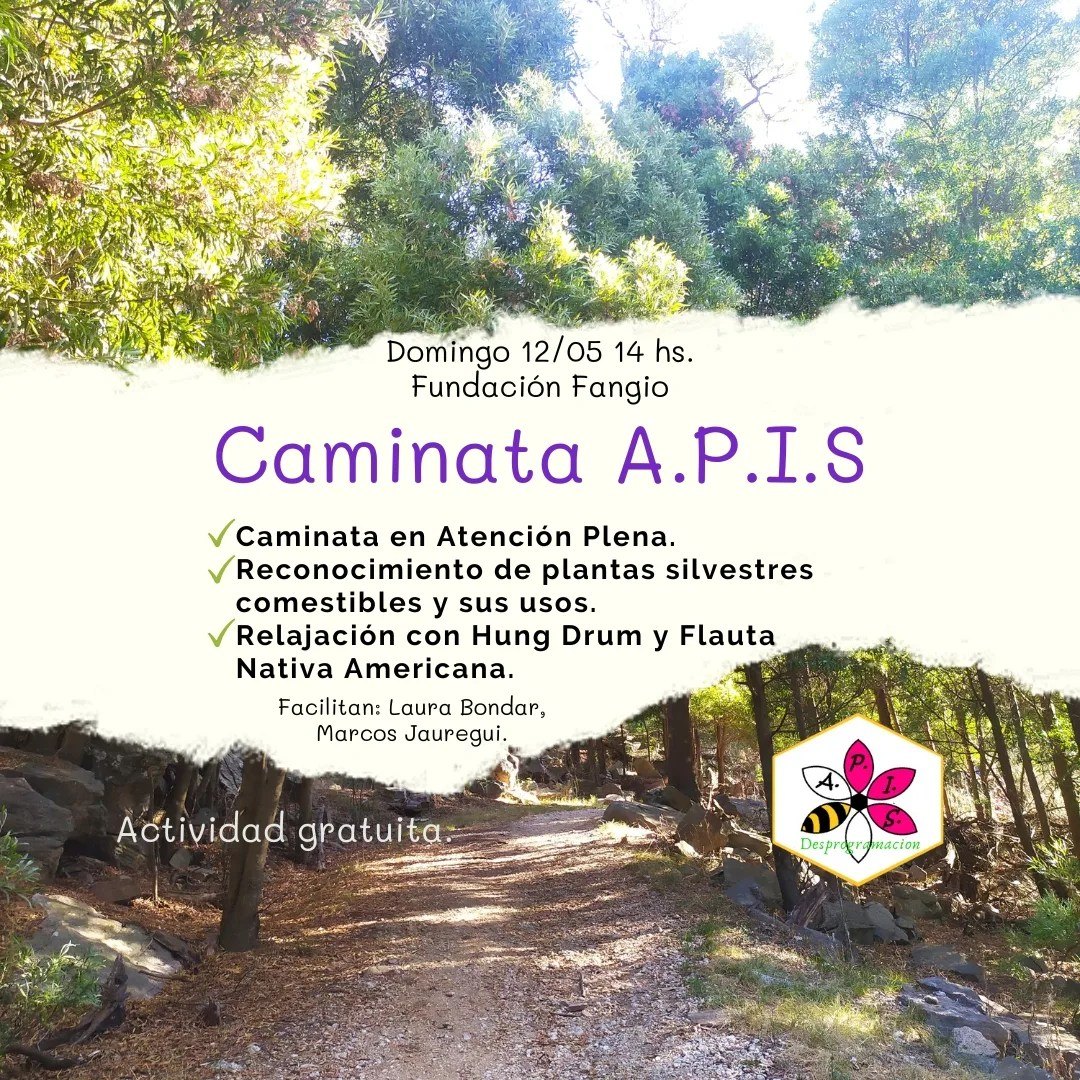 Domingo 12/05 14 hs.
Fundación Fangio
Caminata A.P.I.S
Caminata en Atención Plena.
Reconocimiento de plantas silvestres
comestibles y sus usos.
Relajación con Hung Drum y Flauta
Nativa Americana.
Facilitan: Laura Bondar,
Marcos Jauregui.
Actividad gratuita.
A. P. I. S.
Desprogramacion